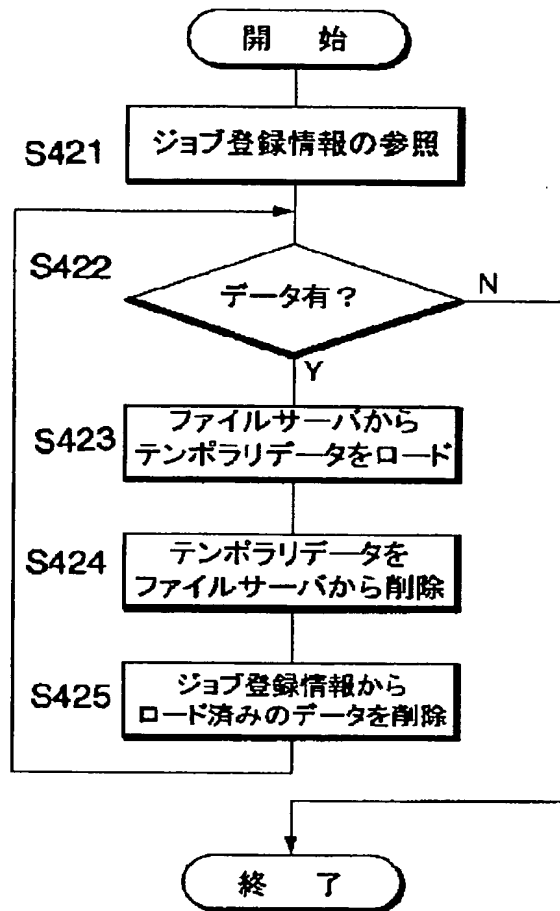 開 始
S421
ジョブ登録情報の参照
S422
データ有?
N
Y
S423
ファイルサーバから
テンポラリデータをロード
S424
テンポラリデータを
ファイルサーバから削除
S425
ジョブ登録情報から
ロード済みのデータを削除
終 了